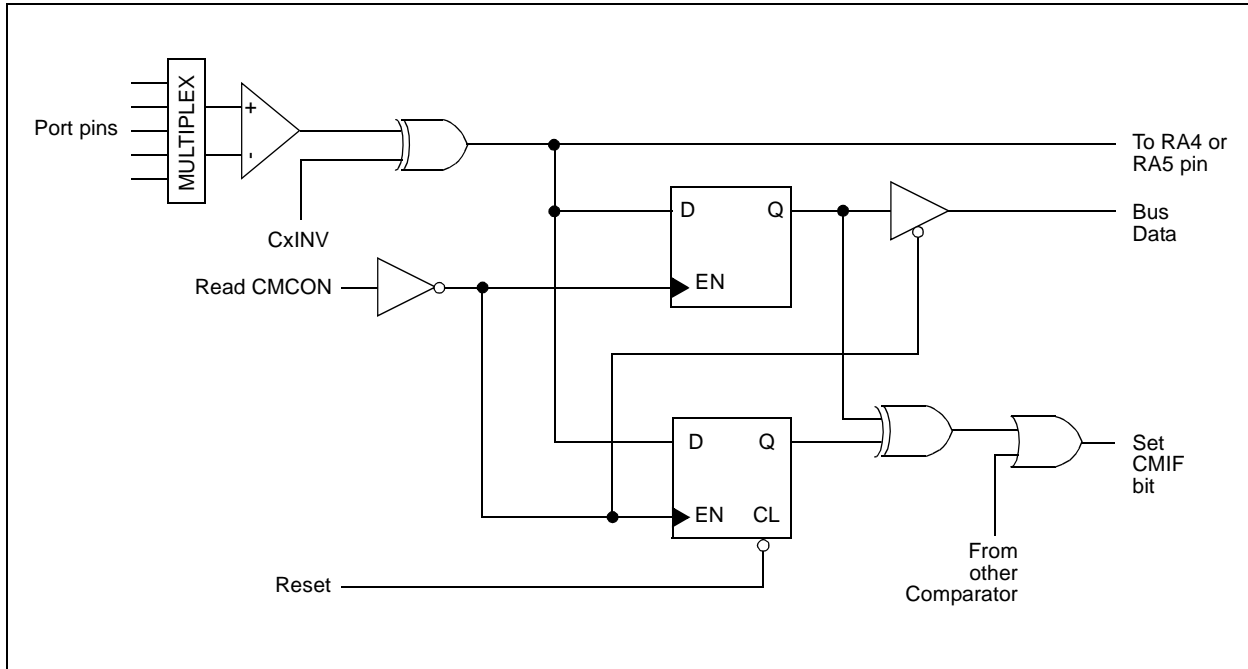 Port pins
MULTIPLEX
+
-
CxINV
To RA4 or
RA5 pin
D
Q
EN
Bus
Data
Read CMCON
D
Q
EN
CL
Set
CMIF
bit
From
other
Comparator
Reset